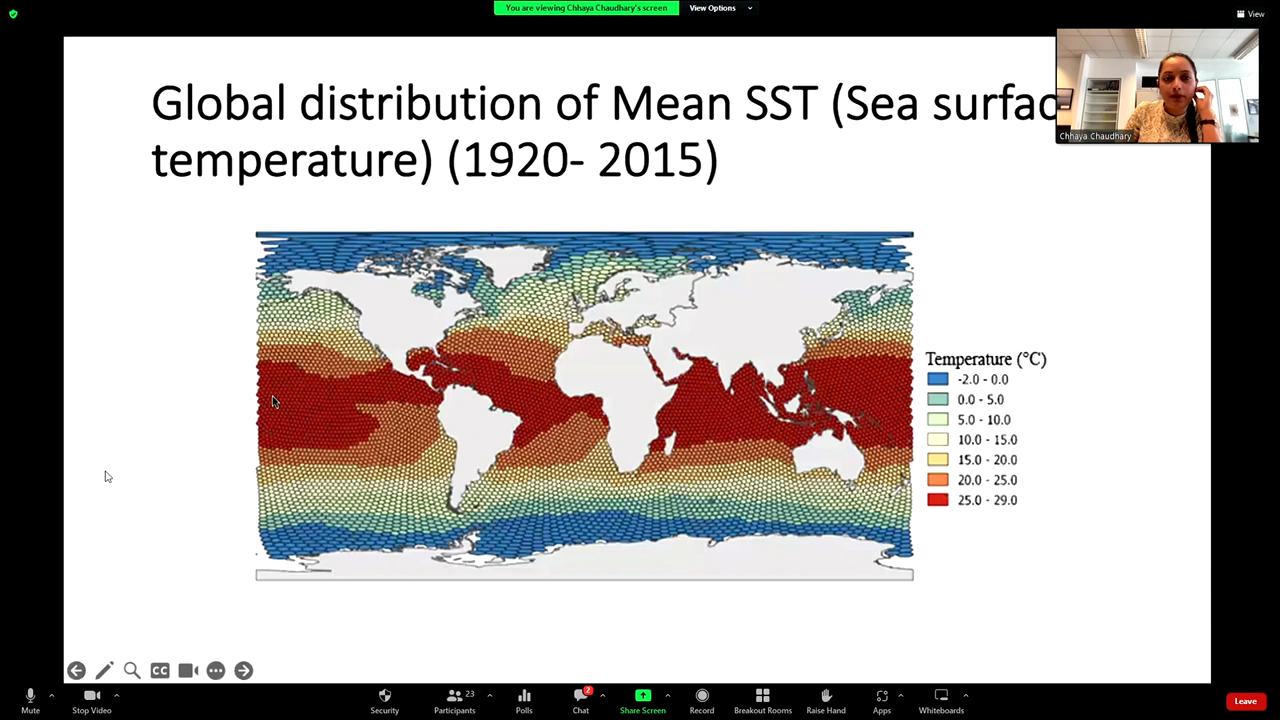 You are viewing Chhaya Chaudhary's screen
View Options
View
Global distribution of Mean SST (Sea surfac
temperature) (1920- 2015)
Chhaya Chaudhary
Temperature (°C)
-2.0 - 0.0
0.0 - 5.0
5.0 - 10.0
10.0 - 15.0
15.0 - 20.0
20.0 - 25.0
25.0 - 29.0
CC
Mute
Stop Video
Security
Participants 23
Polls
Chat 2
Share Screen
Record
Breakout Rooms
Raise Hand
Apps
Whiteboards
Leave